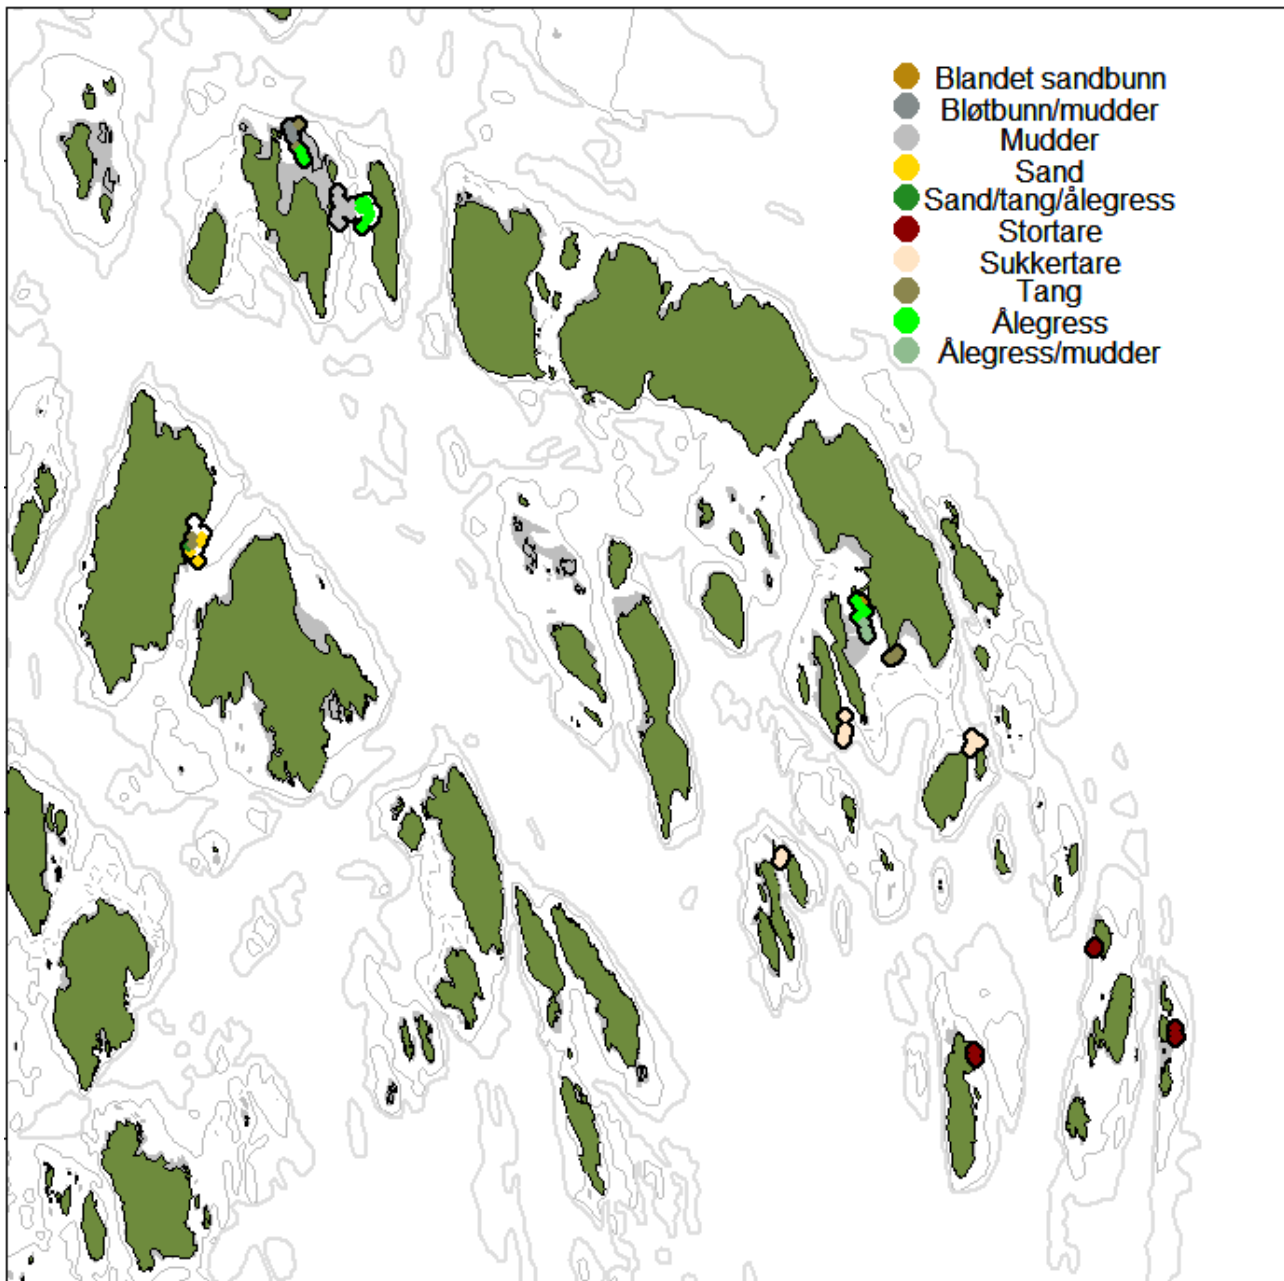 Blandet sandbunn
Bløtbunn/mudder
Mudder
Sand
Sand/tang/ålegress
Stortare
Sukkertare
Tang
Ålegress
Ålegress/mudder